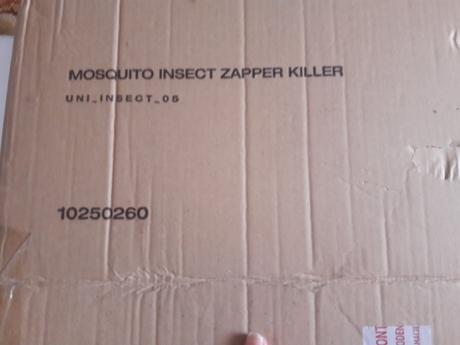 MOSQUITO INSECT ZAPPER KILLER
UNI_INSECT_05
10250260